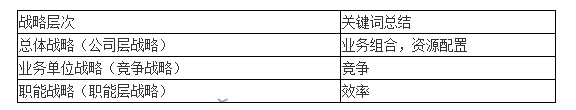 战略层次 关键词总结
总体战略（公司层战略） 业务组合，资源配置
业务单位战略（竞争战略） 竞争
职能战略（职能层战略） 效率